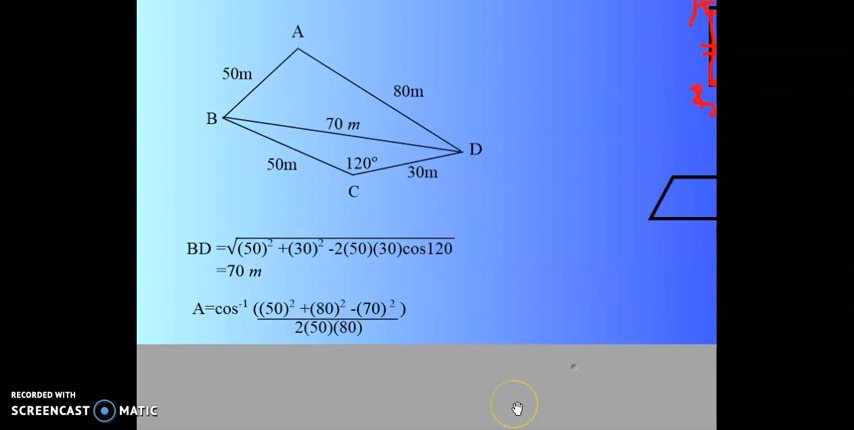 A
50m
80m
B
70 m
D
50m
120°
30m
C
BD =√(50)² +(30)² -2(50)(30)cos120
=70 m
A=cos⁻¹ ((50)² +(80)² -(70)²)
2(50)(80)
RECORDED WITH
SCREENCAST MATIC